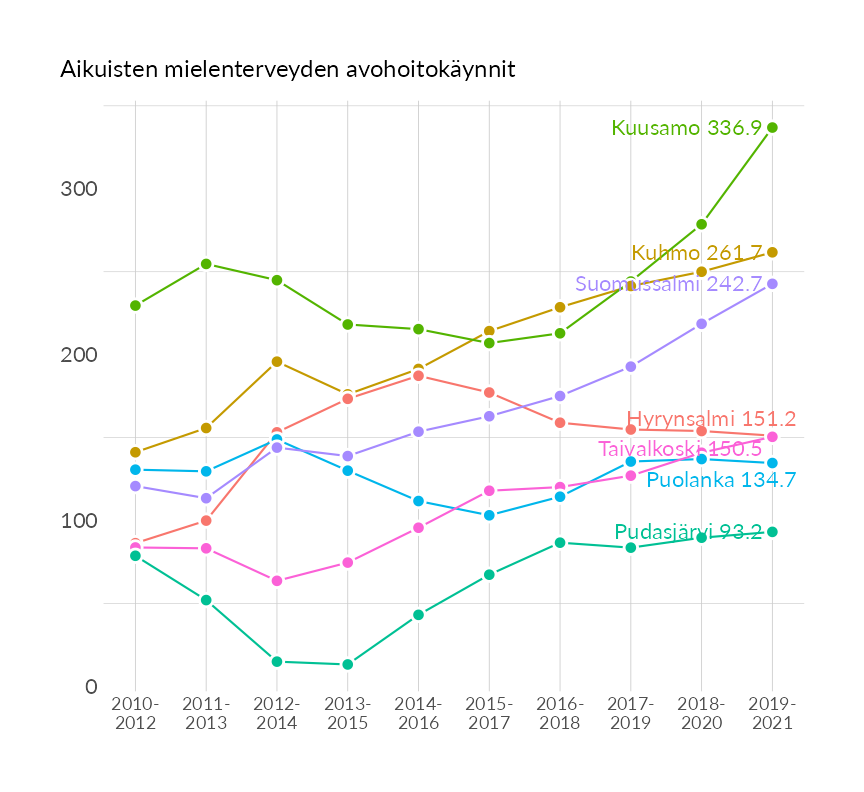 Aikuisten mielenterveyden avohoitokäynnit
Kuusamo 336.9
300
Kuhmo 261.7
Suomussalmi 242.7
200
Hyrynsalmi 151.2
Taivalkoski 150.5
Puolanka 134.7
100
Pudasjärvi 93.2
0
2010- 2011- 2012- 2013- 2014- 2015- 2016- 2017- 2018- 2019-
2012 2013 2014 2015 2016 2017 2018 2019 2020 2021